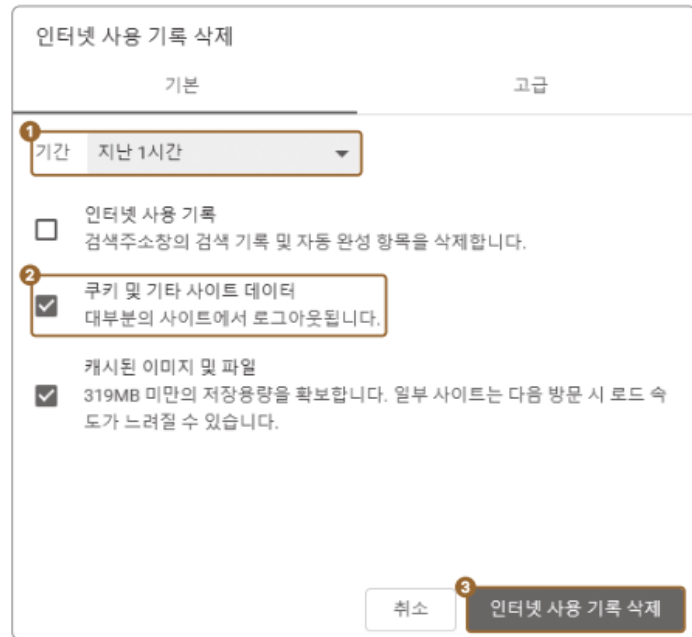 인터넷 사용 기록 삭제
기본 고급
1
기간 지난 1시간
인터넷 사용 기록
검색주소창의 검색 기록 및 자동 완성 항목을 삭제합니다.
2
쿠키 및 기타 사이트 데이터
대부분의 사이트에서 로그아웃됩니다.
캐시된 이미지 및 파일
319MB 미만의 저장용량을 확보합니다. 일부 사이트는 다음 방문 시 로드 속
도가 느려질 수 있습니다.
3
취소 인터넷 사용 기록 삭제